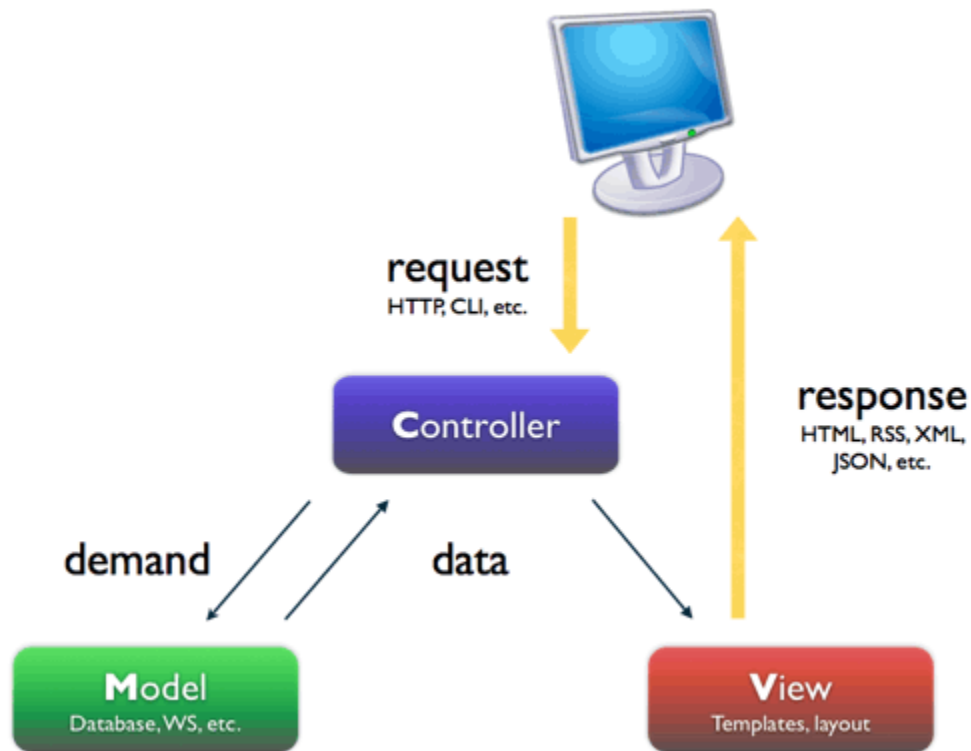 request
HTTP, CLI, etc.
Controller
response
HTML, RSS, XML,
JSON, etc.
demand
data
Model
Database, WS, etc.
View
Templates, layout